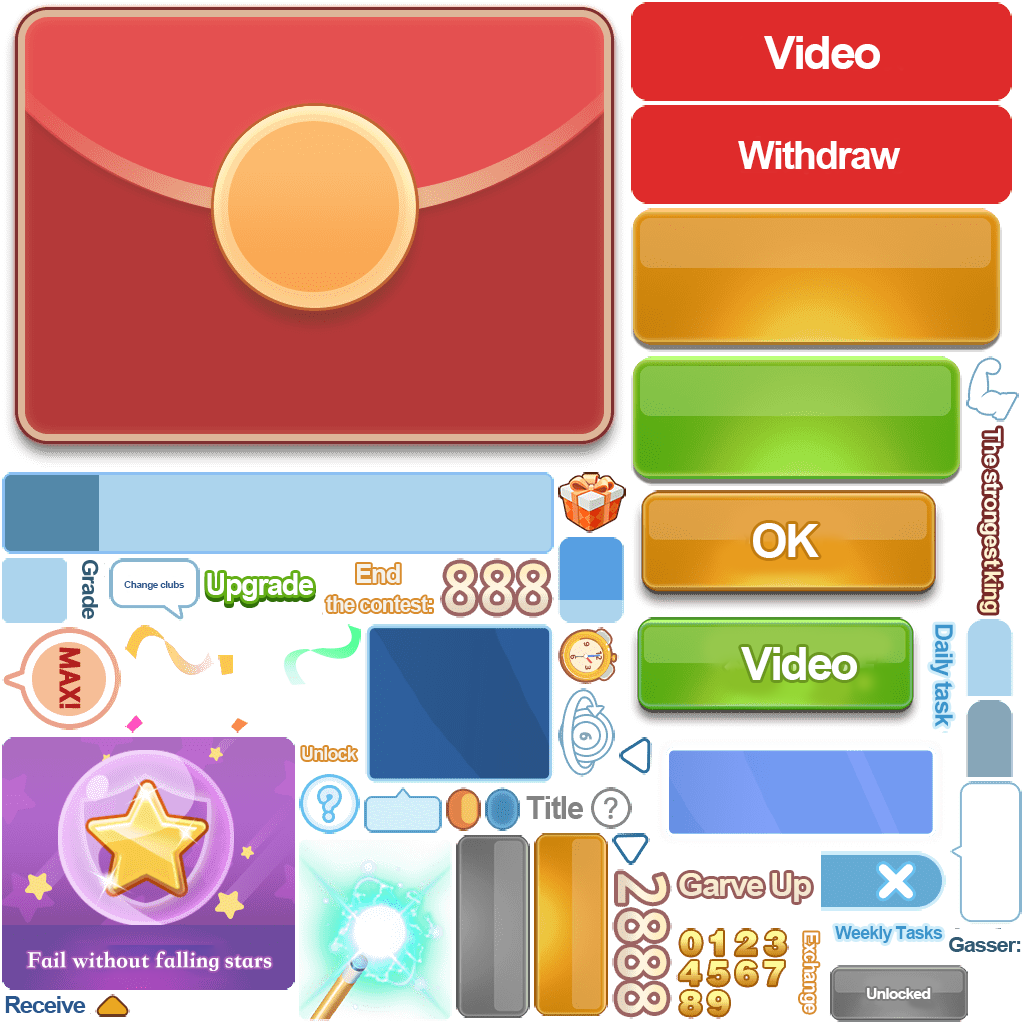 Video
Withdraw
The strongest king
OK
Grade
Change clubs
Upgrade
End
the contest:
888
MAX!
Video
Daily task
Unlock
?
Title ?
Fail without falling stars
2888
Garve Up
Weekly Tasks
Gasser:
0123
4567
89
Exchange
Unlocked
Receive